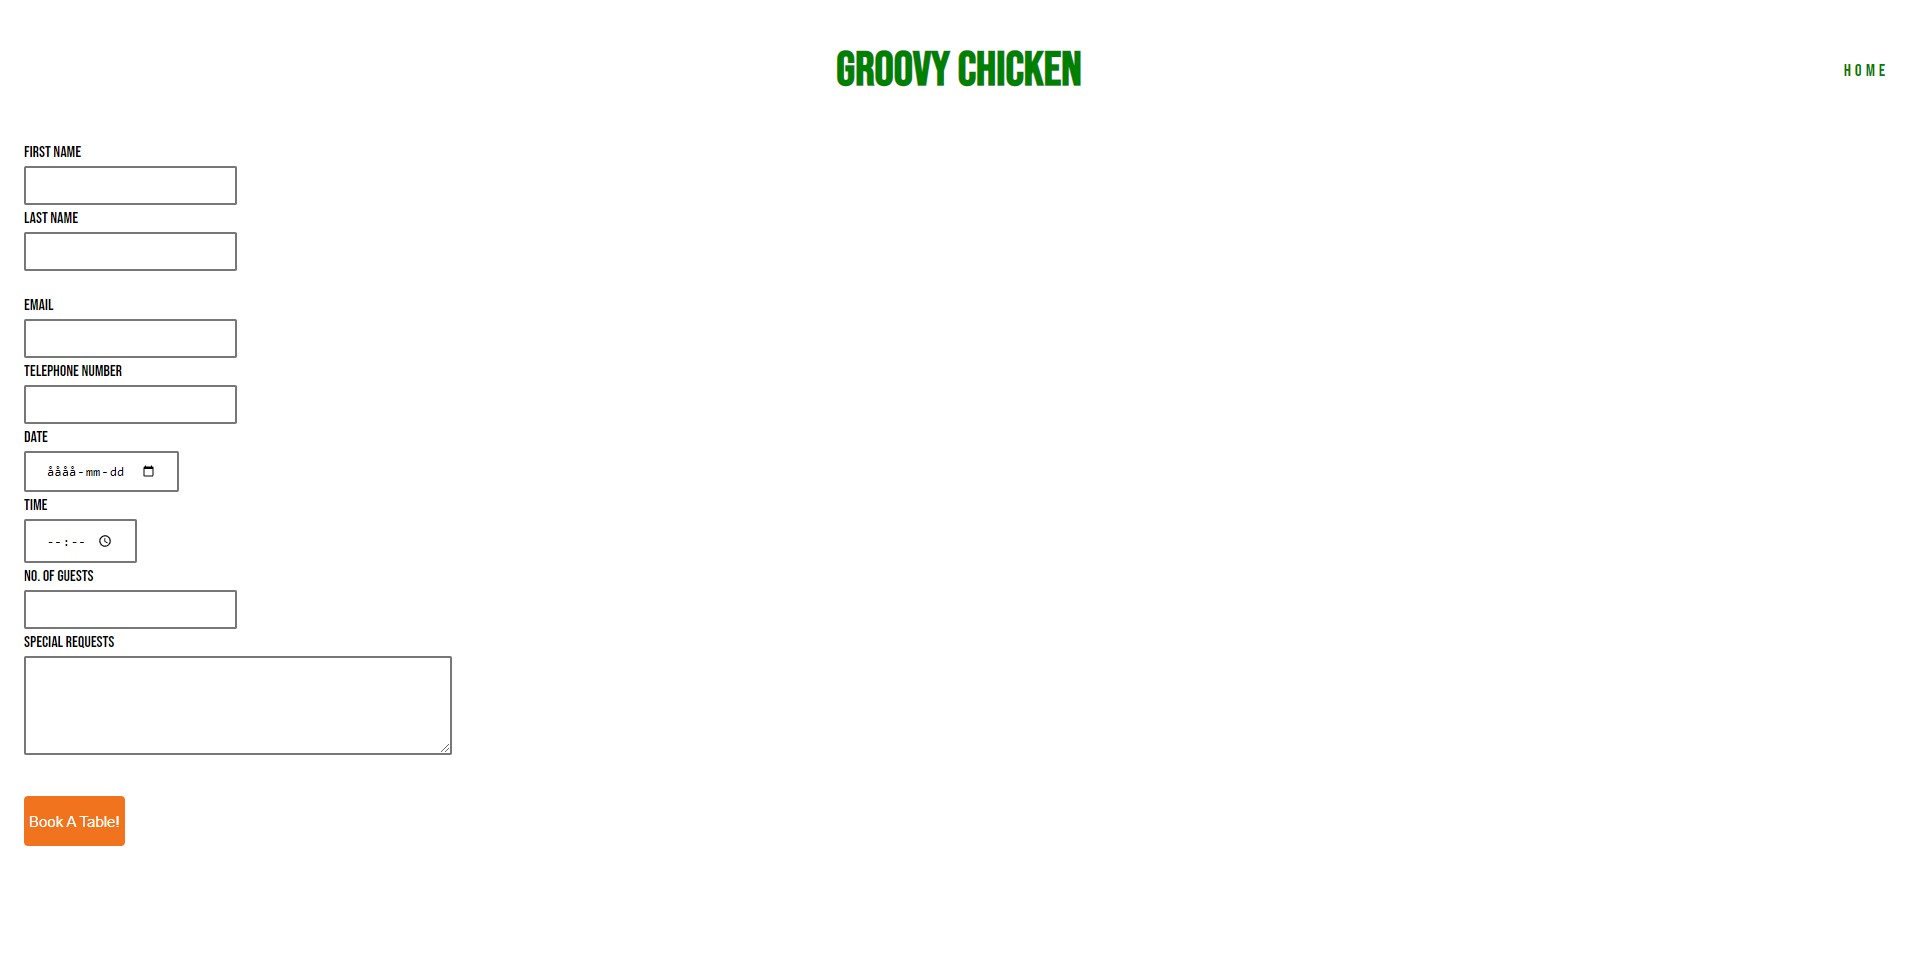 GROOVY CHICKEN
HOME
FIRST NAME
LAST NAME
EMAIL
TELEPHONE NUMBER
DATE
åååå-mm-dd
TIME
--:--
NO. OF GUESTS
SPECIAL REQUESTS
Book A Table!